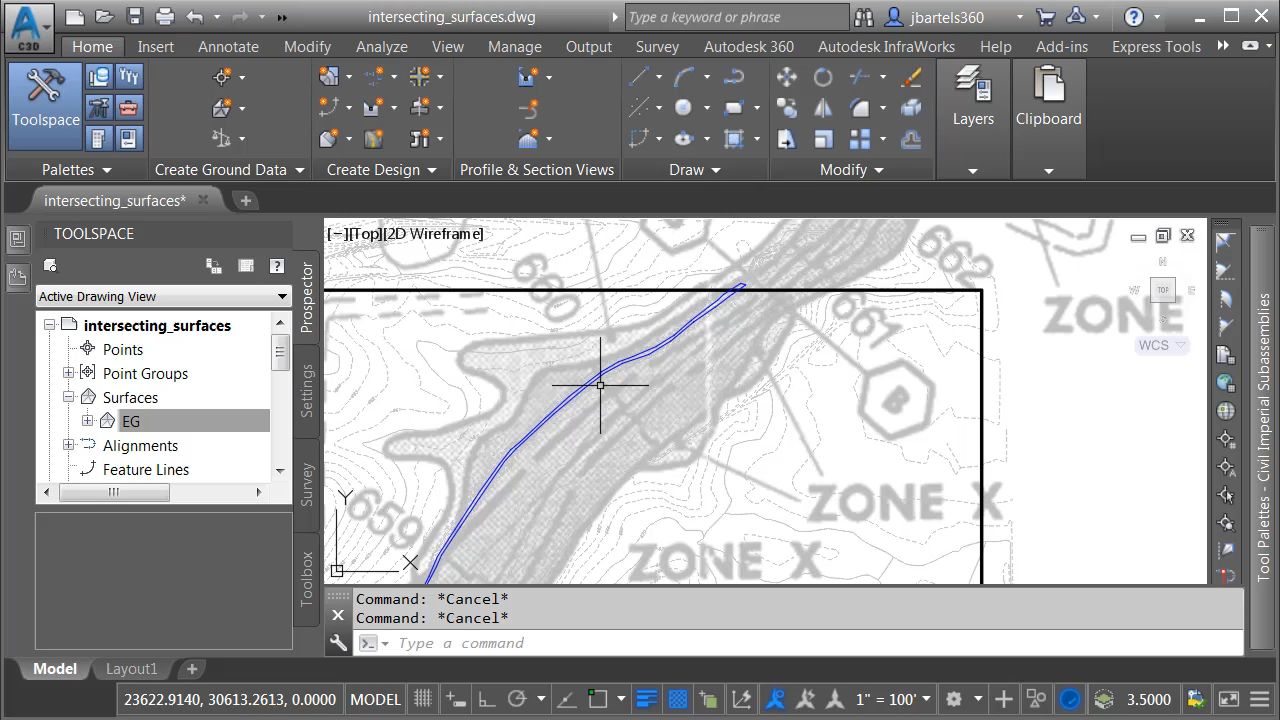 intersecting_surfaces.dwg
Type a keyword or phrase
jbartels360
C3D
Home Insert Annotate Modify Analyze View Manage Output Survey Autodesk 360 Autodesk InfraWorks Help Add-ins Express Tools
Toolspace
Layers
Clipboard
Palettes
Create Ground Data
Create Design
Profile & Section Views
Draw
Modify
intersecting_surfaces*
TOOLSPACE
Active Drawing View
intersecting_surfaces
Points
Point Groups
Surfaces
EG
Alignments
Feature Lines
Prospector
Settings
Survey
Toolbox
[−][Top][2D Wireframe]
660
662
661
659
B
ZONE
ZONE X
ZONE X
Y
X
N
W
TOP
S
WCS
Tool Palettes - Civil Imperial Subassemblies
Command: *Cancel*
Command: *Cancel*
Type a command
Model
Layout1
23622.9140, 30613.2613, 0.0000
MODEL
1" = 100'
3.5000